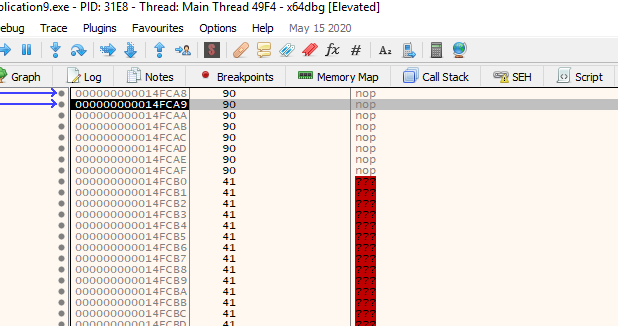 plication9.exe - PID: 31E8 - Thread: Main Thread 49F4 - x64dbg [Elevated]
ebug Trace Plugins Favourites Options Help May 15 2020
Graph Log Notes Breakpoints Memory Map Call Stack SEH Script
000000000014FCA8 90 nop
000000000014FCA9 90 nop
000000000014FCAA 90 nop
000000000014FCAB 90 nop
000000000014FCAC 90 nop
000000000014FCAD 90 nop
000000000014FCAE 90 nop
000000000014FCAF 90 nop
000000000014FCB0 41 ???
000000000014FCB1 41 ???
000000000014FCB2 41 ???
000000000014FCB3 41 ???
000000000014FCB4 41 ???
000000000014FCB5 41 ???
000000000014FCB6 41 ???
000000000014FCB7 41 ???
000000000014FCB8 41 ???
000000000014FCB9 41 ???
000000000014FCBA 41 ???
000000000014FCBB 41 ???
000000000014FCBC 41 ???
000000000014FCBD 41 ???